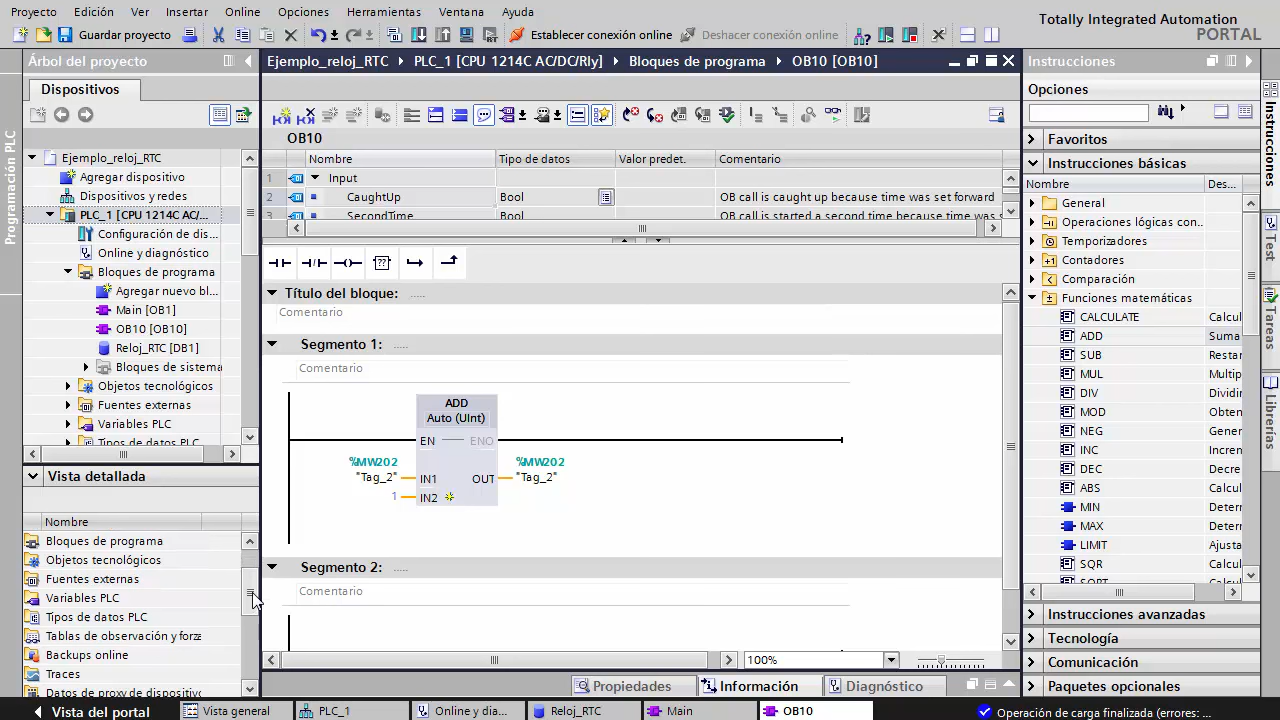 Proyecto Edición Ver Insertar Online Opciones Herramientas Ventana Ayuda
Totally Integrated Automation
PORTAL
Guardar proyecto
Establecer conexión online
Deshacer conexión online
Árbol del proyecto
Ejemplo_reloj_RTC PLC_1 [CPU 1214C AC/DC/Rly] Bloques de programa OB10 [OB10]
Instrucciones
Dispositivos
Opciones
Programación PLC
Ejemplo_reloj_RTC
Agregar dispositivo
Dispositivos y redes
PLC_1 [CPU 1214C AC/...
Configuración de dis...
Online y diagnóstico
Bloques de programa
Agregar nuevo bl...
Main [OB1]
OB10 [OB10]
Reloj_RTC [DB1]
Bloques de sistema
Objetos tecnológicos
Fuentes externas
Variables PLC
Tipos de datos PLC
Vista detallada
Nombre
Bloques de programa
Objetos tecnológicos
Fuentes externas
Variables PLC
Tipos de datos PLC
Tablas de observación y forza
Backups online
Traces
Datos de proxy de dispositivo
OB10
Nombre Tipo de datos Valor predet. Comentario
1 Input
2 CaughtUp Bool OB call is caught up because time was set forward
3 SecondTime Bool OB call is started a second time because time was s
??
Título del bloque: .....
Comentario
Segmento 1: .....
Comentario
ADD
Auto (UInt)
EN ENO
%MW202
"Tag_2" IN1
1 IN2
OUT
%MW202
"Tag_2"
Segmento 2: .....
Comentario
100%
Propiedades Información Diagnóstico
Favoritos
Instrucciones básicas
Nombre Des...
General
Operaciones lógicas con...
Temporizadores
Contadores
Comparación
Funciones matemáticas
CALCULATE Calcul
ADD Suma
SUB Restar
MUL Multip
DIV Dividir
MOD Obten
NEG Gener
INC Increm
DEC Decre
ABS Calcul
MIN Deter
MAX Deter
LIMIT Ajusta
SQR Calcul
SQRT Calcul
Instrucciones avanzadas
Tecnología
Comunicación
Paquetes opcionales
Instrucciones
Test
Tareas
Librerías
Vista del portal
Vista general
PLC_1
Online y dia...
Reloj_RTC
Main
OB10
Operación de carga finalizada (errores: ...